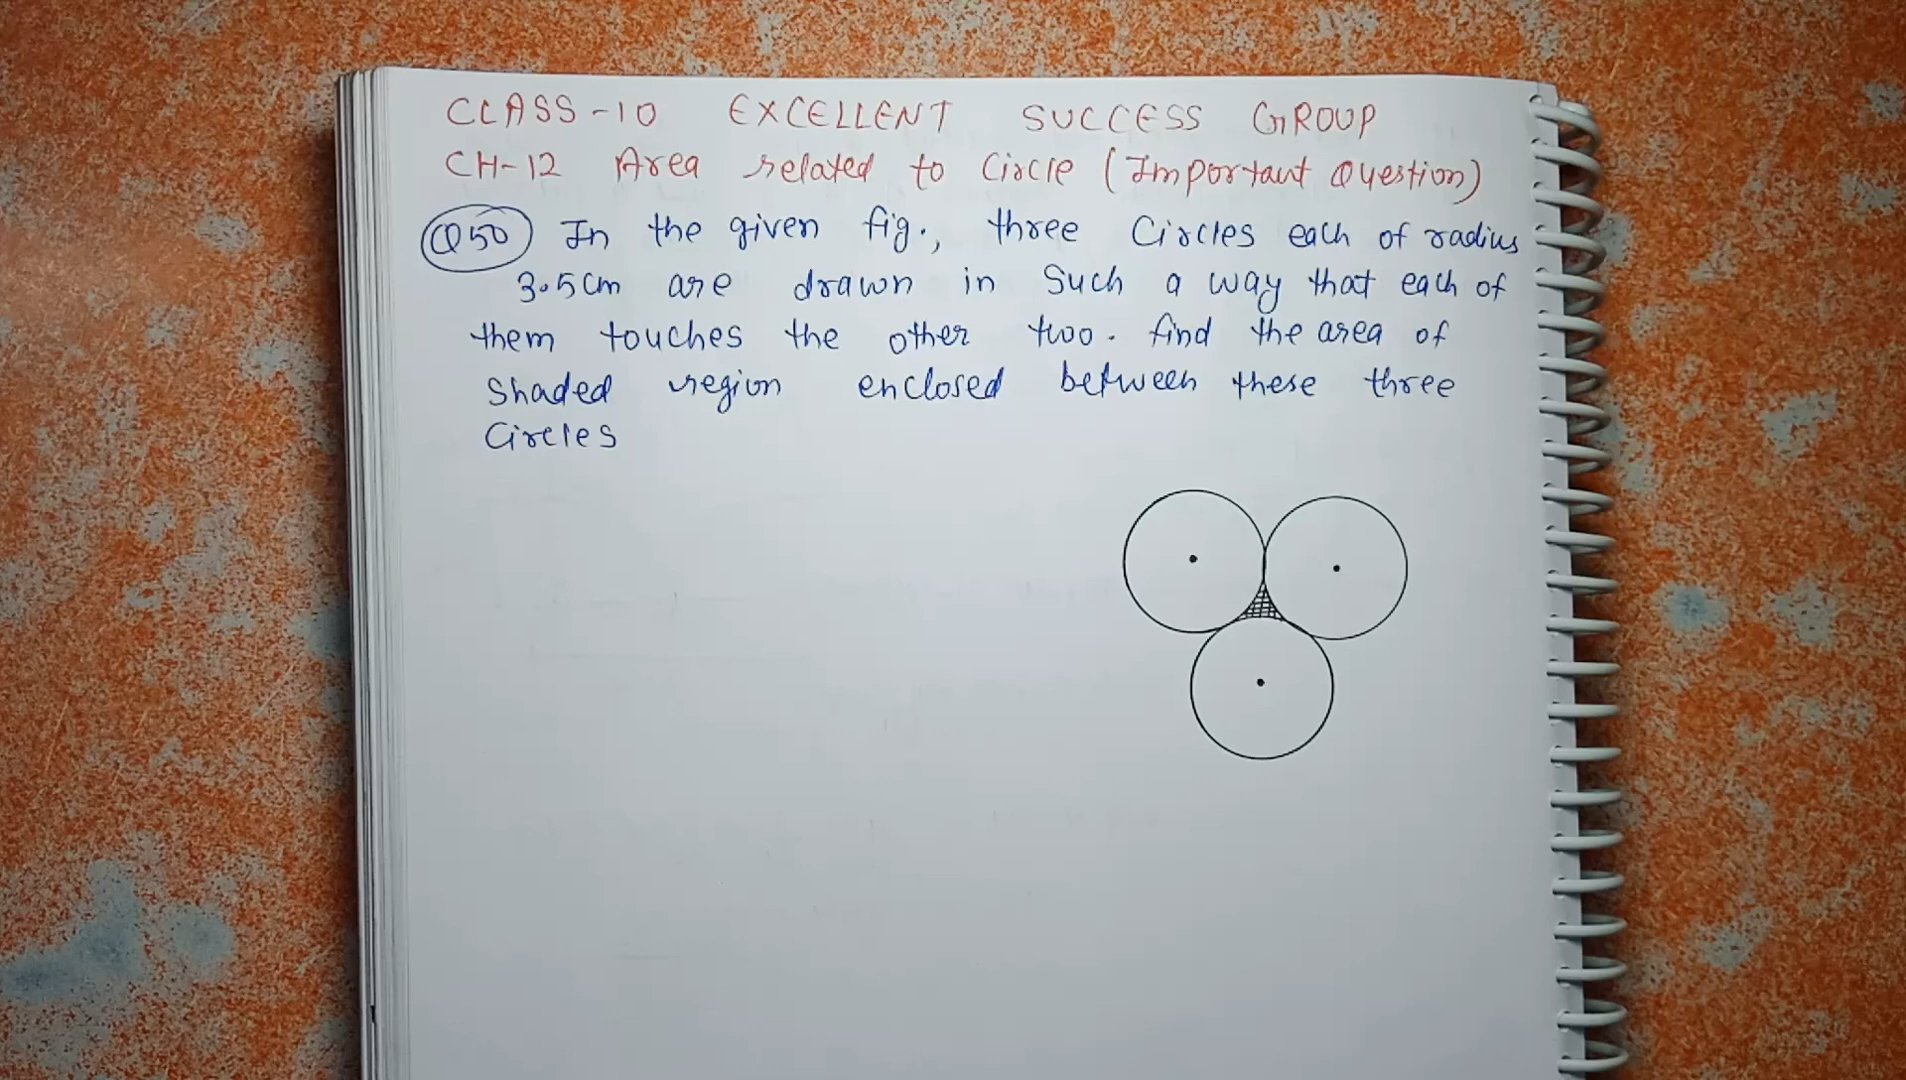 CLASS-10 EXCELLENT SUCCESS GROUP
CH-12 Area related to Circle (Important Question)
Q50 In the given fig., three Circles each of radius
3.5cm are drawn in Such a way that each of
them touches the other two. find the area of
Shaded region enclosed between these three
Circles